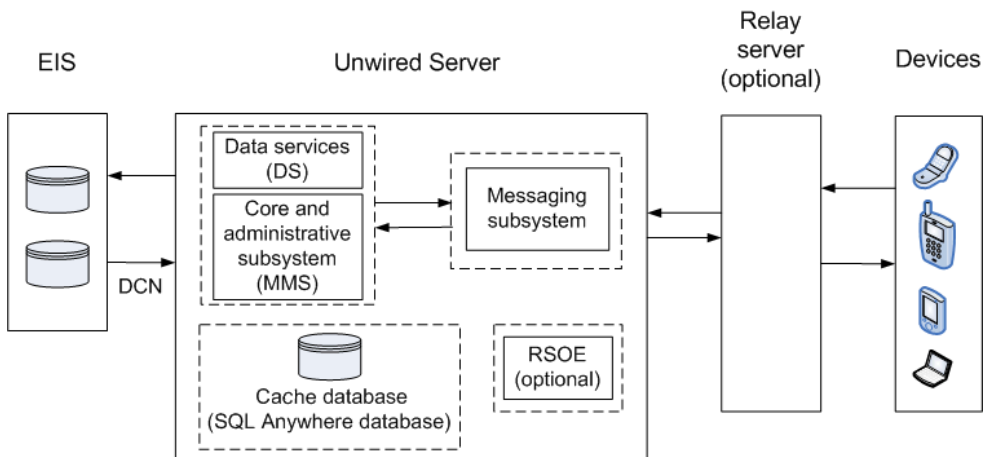 EIS
Unwired Server
Relay
server
(optional)
Devices
Data services
(DS)
Core and
administrative
subsystem
(MMS)
Messaging
subsystem
DCN
Cache database
(SQL Anywhere database)
RSOE
(optional)